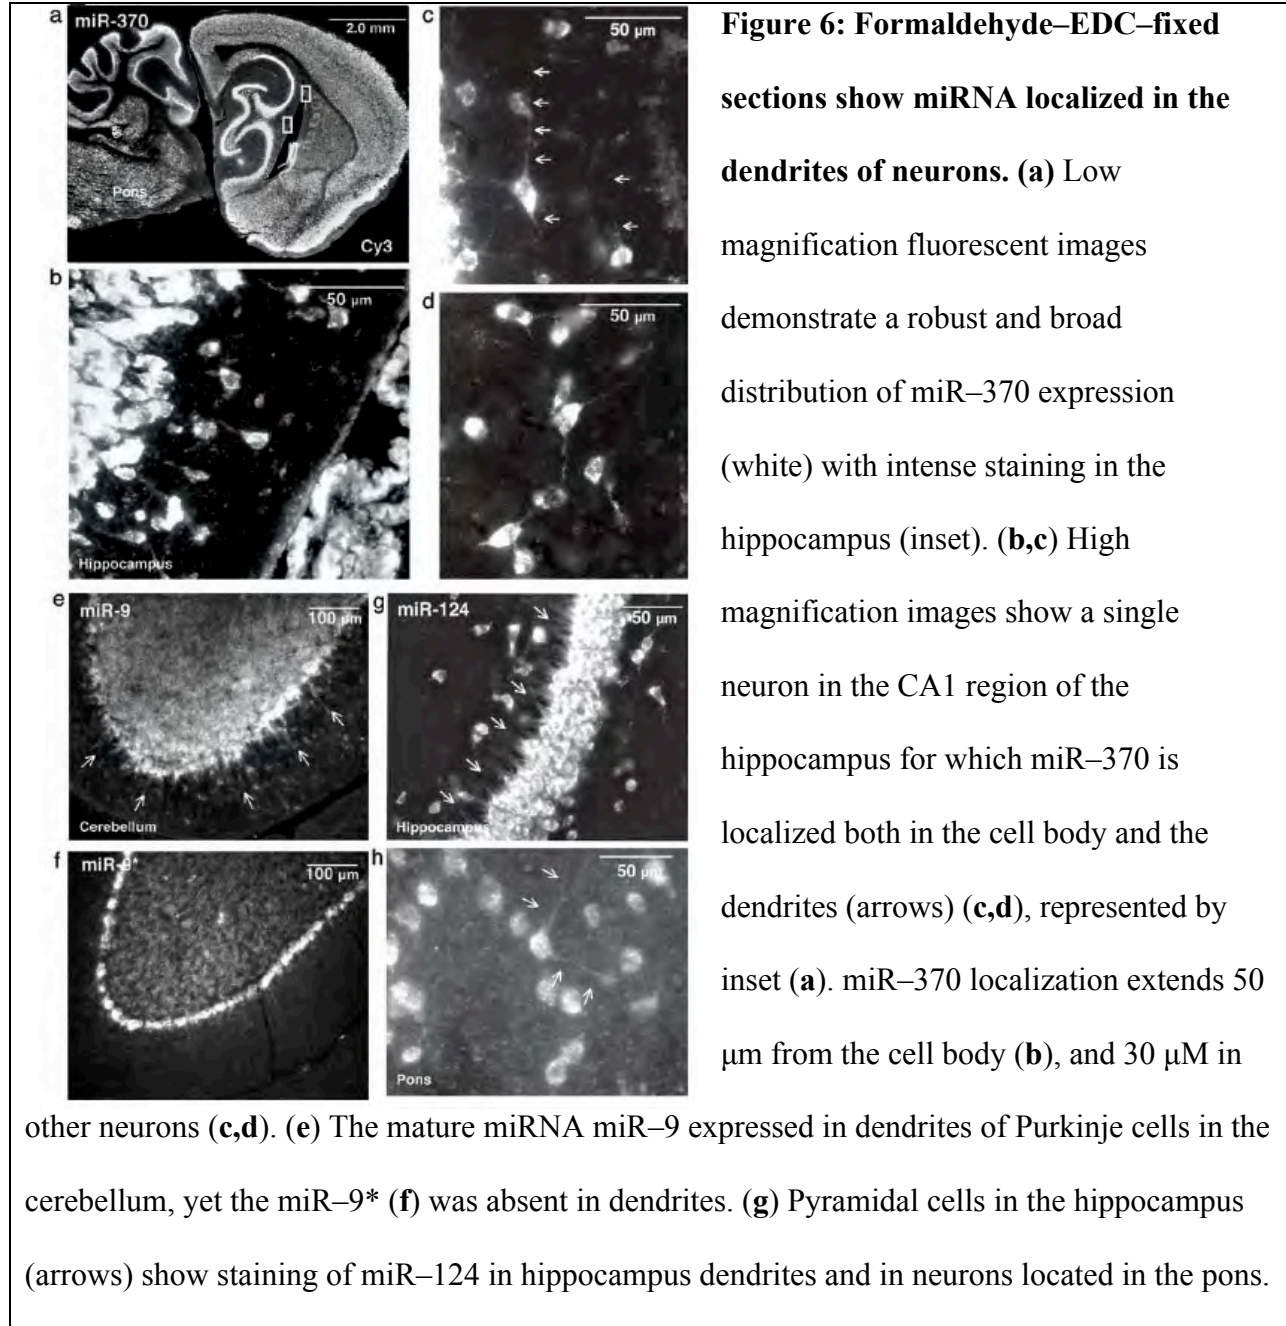 a miR-370 2.0 mm
Pons
Cy3
b 50 µm
Hippocampus
c 50 µm
d 50 µm
e miR-9 100 µm
Cerebellum
f miR-9* 100 µm
g miR-124 50 µm
Hippocampus
h 50 µm
Pons
Figure 6: Formaldehyde–EDC–fixed
sections show miRNA localized in the
dendrites of neurons. (a) Low
magnification fluorescent images
demonstrate a robust and broad
distribution of miR–370 expression
(white) with intense staining in the
hippocampus (inset). (b,c) High
magnification images show a single
neuron in the CA1 region of the
hippocampus for which miR–370 is
localized both in the cell body and the
dendrites (arrows) (c,d), represented by
inset (a). miR–370 localization extends 50
μm from the cell body (b), and 30 μM in
other neurons (c,d). (e) The mature miRNA miR–9 expressed in dendrites of Purkinje cells in the
cerebellum, yet the miR–9* (f) was absent in dendrites. (g) Pyramidal cells in the hippocampus
(arrows) show staining of miR–124 in hippocampus dendrites and in neurons located in the pons.